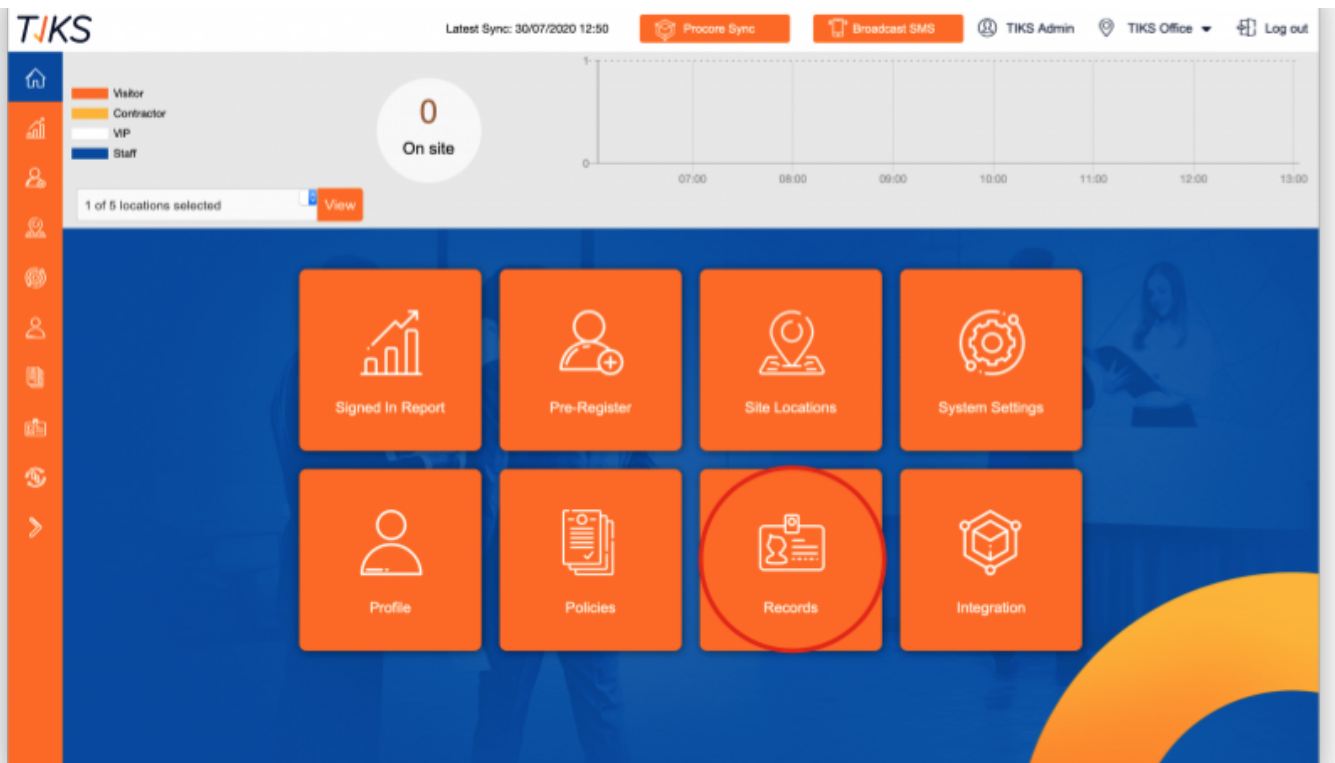 TIKS
Latest Sync: 30/07/2020 12:50
Procore Sync
Broadcast SMS
TIKS Admin
TIKS Office
Log out
Visitor
Contractor
VIP
Staff
0
On site
1
0
07:00 08:00 09:00 10:00 11:00 12:00 13:00
1 of 5 locations selected
View
Signed In Report
Pre-Register
Site Locations
System Settings
Profile
Policies
Records
Integration